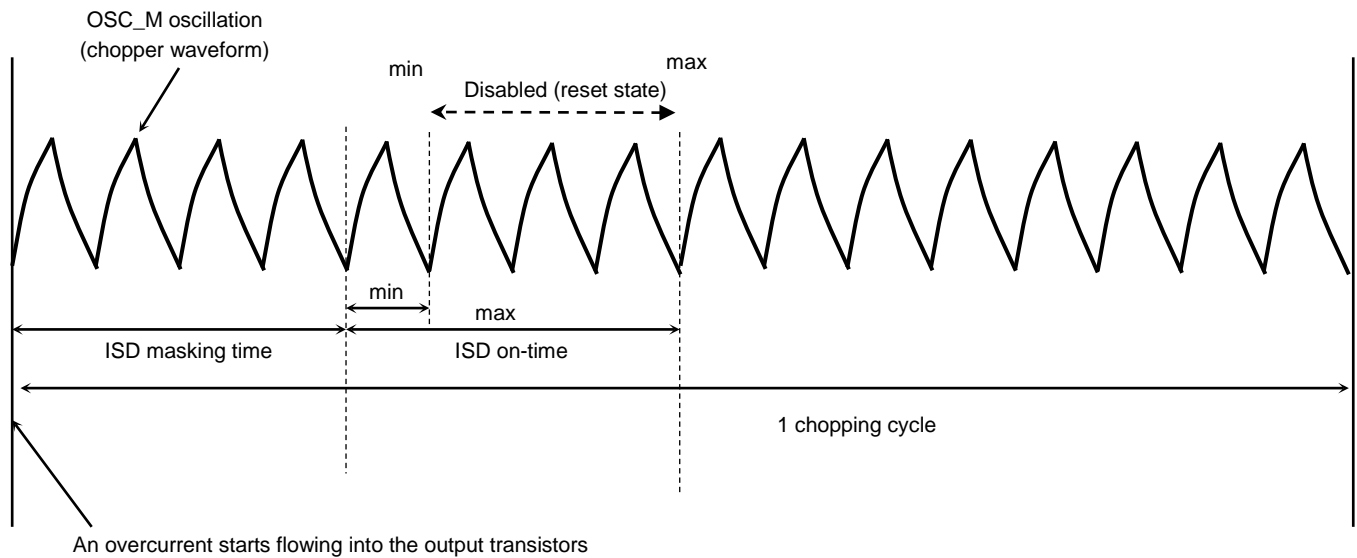 OSC_M oscillation
(chopper waveform)
min
max
Disabled (reset state)
min
max
ISD masking time
ISD on-time
1 chopping cycle
An overcurrent starts flowing into the output transistors